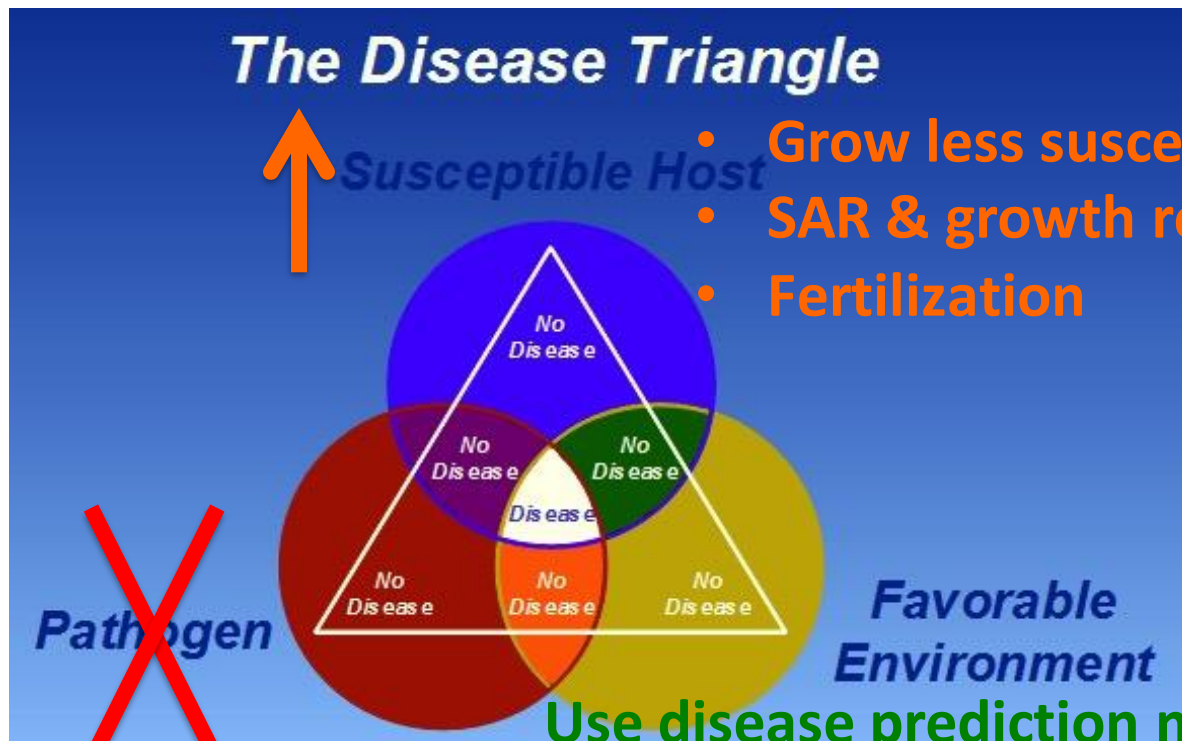 The Disease Triangle
Susceptible Host
• Grow less
• SAR & growth
• Fertilization
No
Disease
No
Disease
No
Disease
Disease
No
Disease
No
Disease
No
Disease
Pathogen
Favorable
Environment
Use disease prediction